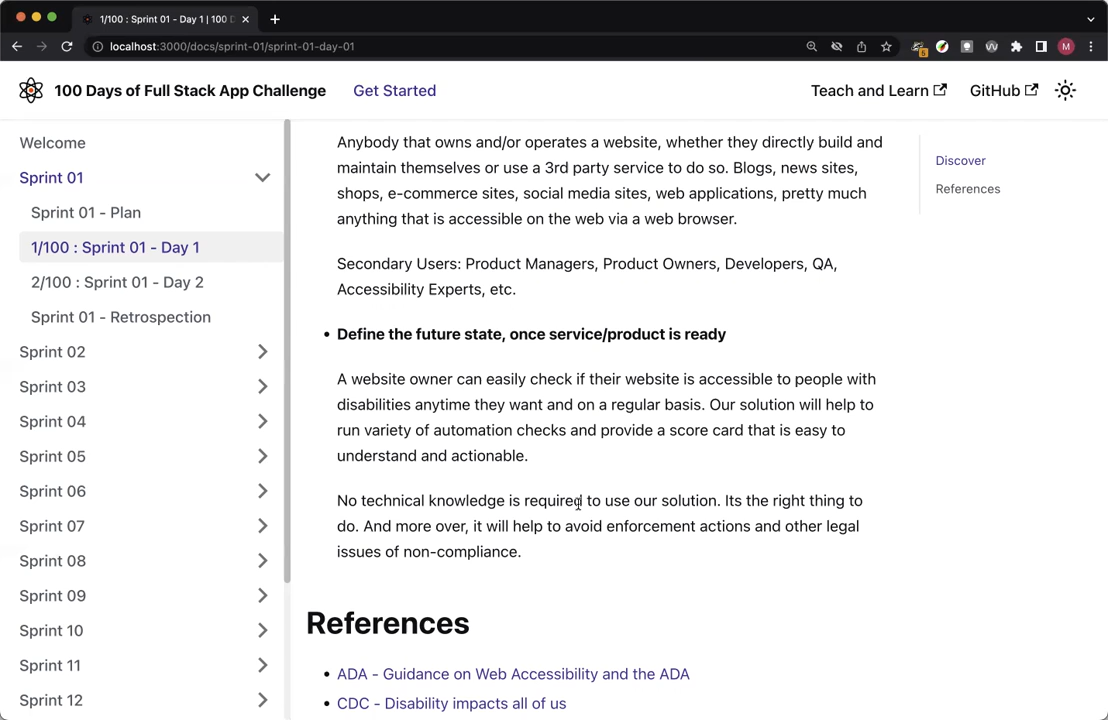 1/100 : Sprint 01 - Day 1 | 100 D
localhost:3000/docs/sprint-01/sprint-01-day-01
M
100 Days of Full Stack App Challenge
Get Started
Teach and Learn
GitHub
Welcome
Sprint 01
Sprint 01 - Plan
1/100 : Sprint 01 - Day 1
2/100 : Sprint 01 - Day 2
Sprint 01 - Retrospection
Sprint 02
Sprint 03
Sprint 04
Sprint 05
Sprint 06
Sprint 07
Sprint 08
Sprint 09
Sprint 10
Sprint 11
Sprint 12
Anybody that owns and/or operates a website, whether they directly build and
maintain themselves or use a 3rd party service to do so. Blogs, news sites,
shops, e-commerce sites, social media sites, web applications, pretty much
anything that is accessible on the web via a web browser.
Secondary Users: Product Managers, Product Owners, Developers, QA,
Accessibility Experts, etc.
• Define the future state, once service/product is ready
A website owner can easily check if their website is accessible to people with
disabilities anytime they want and on a regular basis. Our solution will help to
run variety of automation checks and provide a score card that is easy to
understand and actionable.
No technical knowledge is required to use our solution. Its the right thing to
do. And more over, it will help to avoid enforcement actions and other legal
issues of non-compliance.
References
• ADA - Guidance on Web Accessibility and the ADA
• CDC - Disability impacts all of us
Discover
References